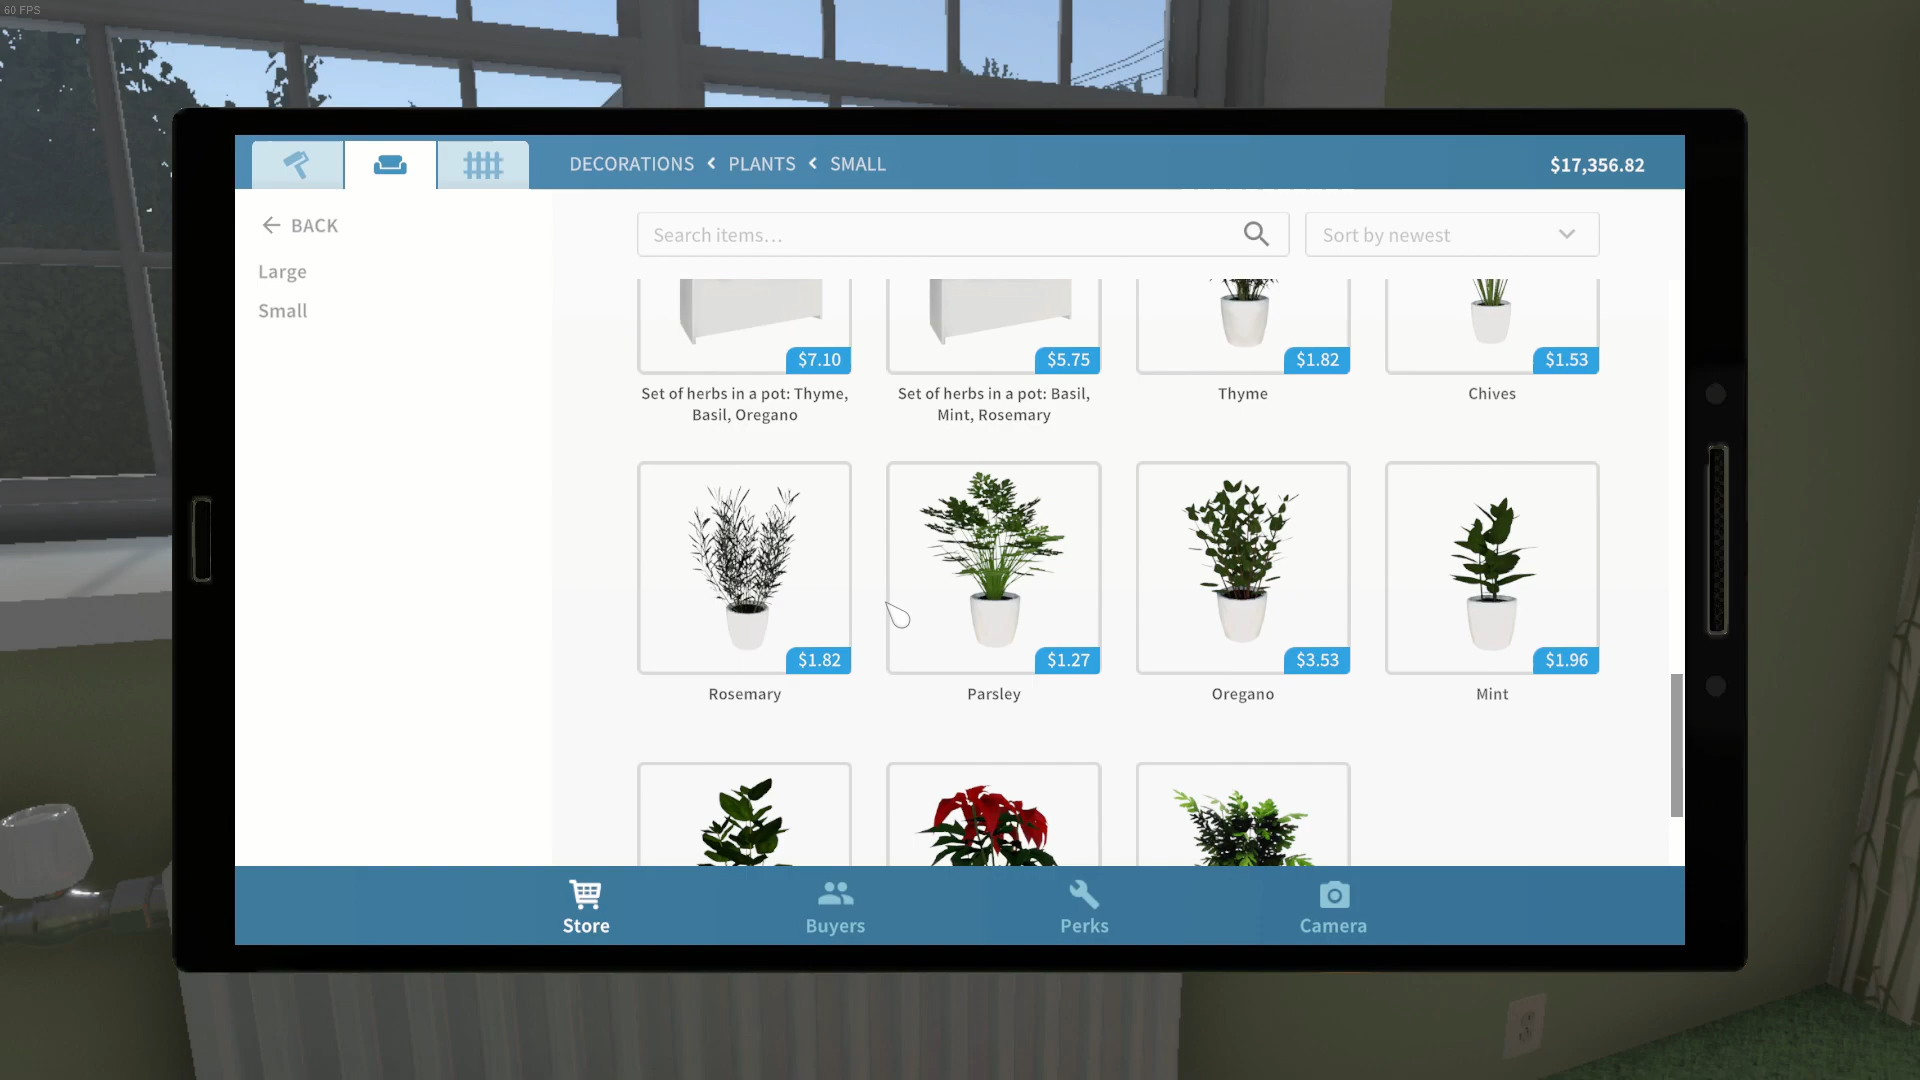 60 FPS
DECORATIONS < PLANTS < SMALL
$17,356.82
BACK
Large
Small
Search items...
Sort by newest
$7.10
$5.75
$1.82
$1.53
Set of herbs in a pot: Thyme,
Basil, Oregano
Set of herbs in a pot: Basil,
Mint, Rosemary
Thyme
Chives
$1.82
$1.27
$3.53
$1.96
Rosemary
Parsley
Oregano
Mint
Store
Buyers
Perks
Camera